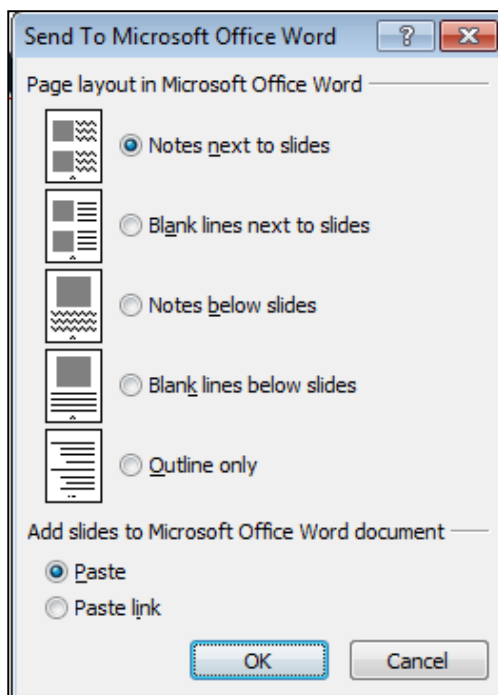 Send To Microsoft Office Word
Page layout in Microsoft Office Word
Notes next to slides
Blank lines next to slides
Notes below slides
Blank lines below slides
Outline only
Add slides to Microsoft Office Word document
Paste
Paste link
OK Cancel